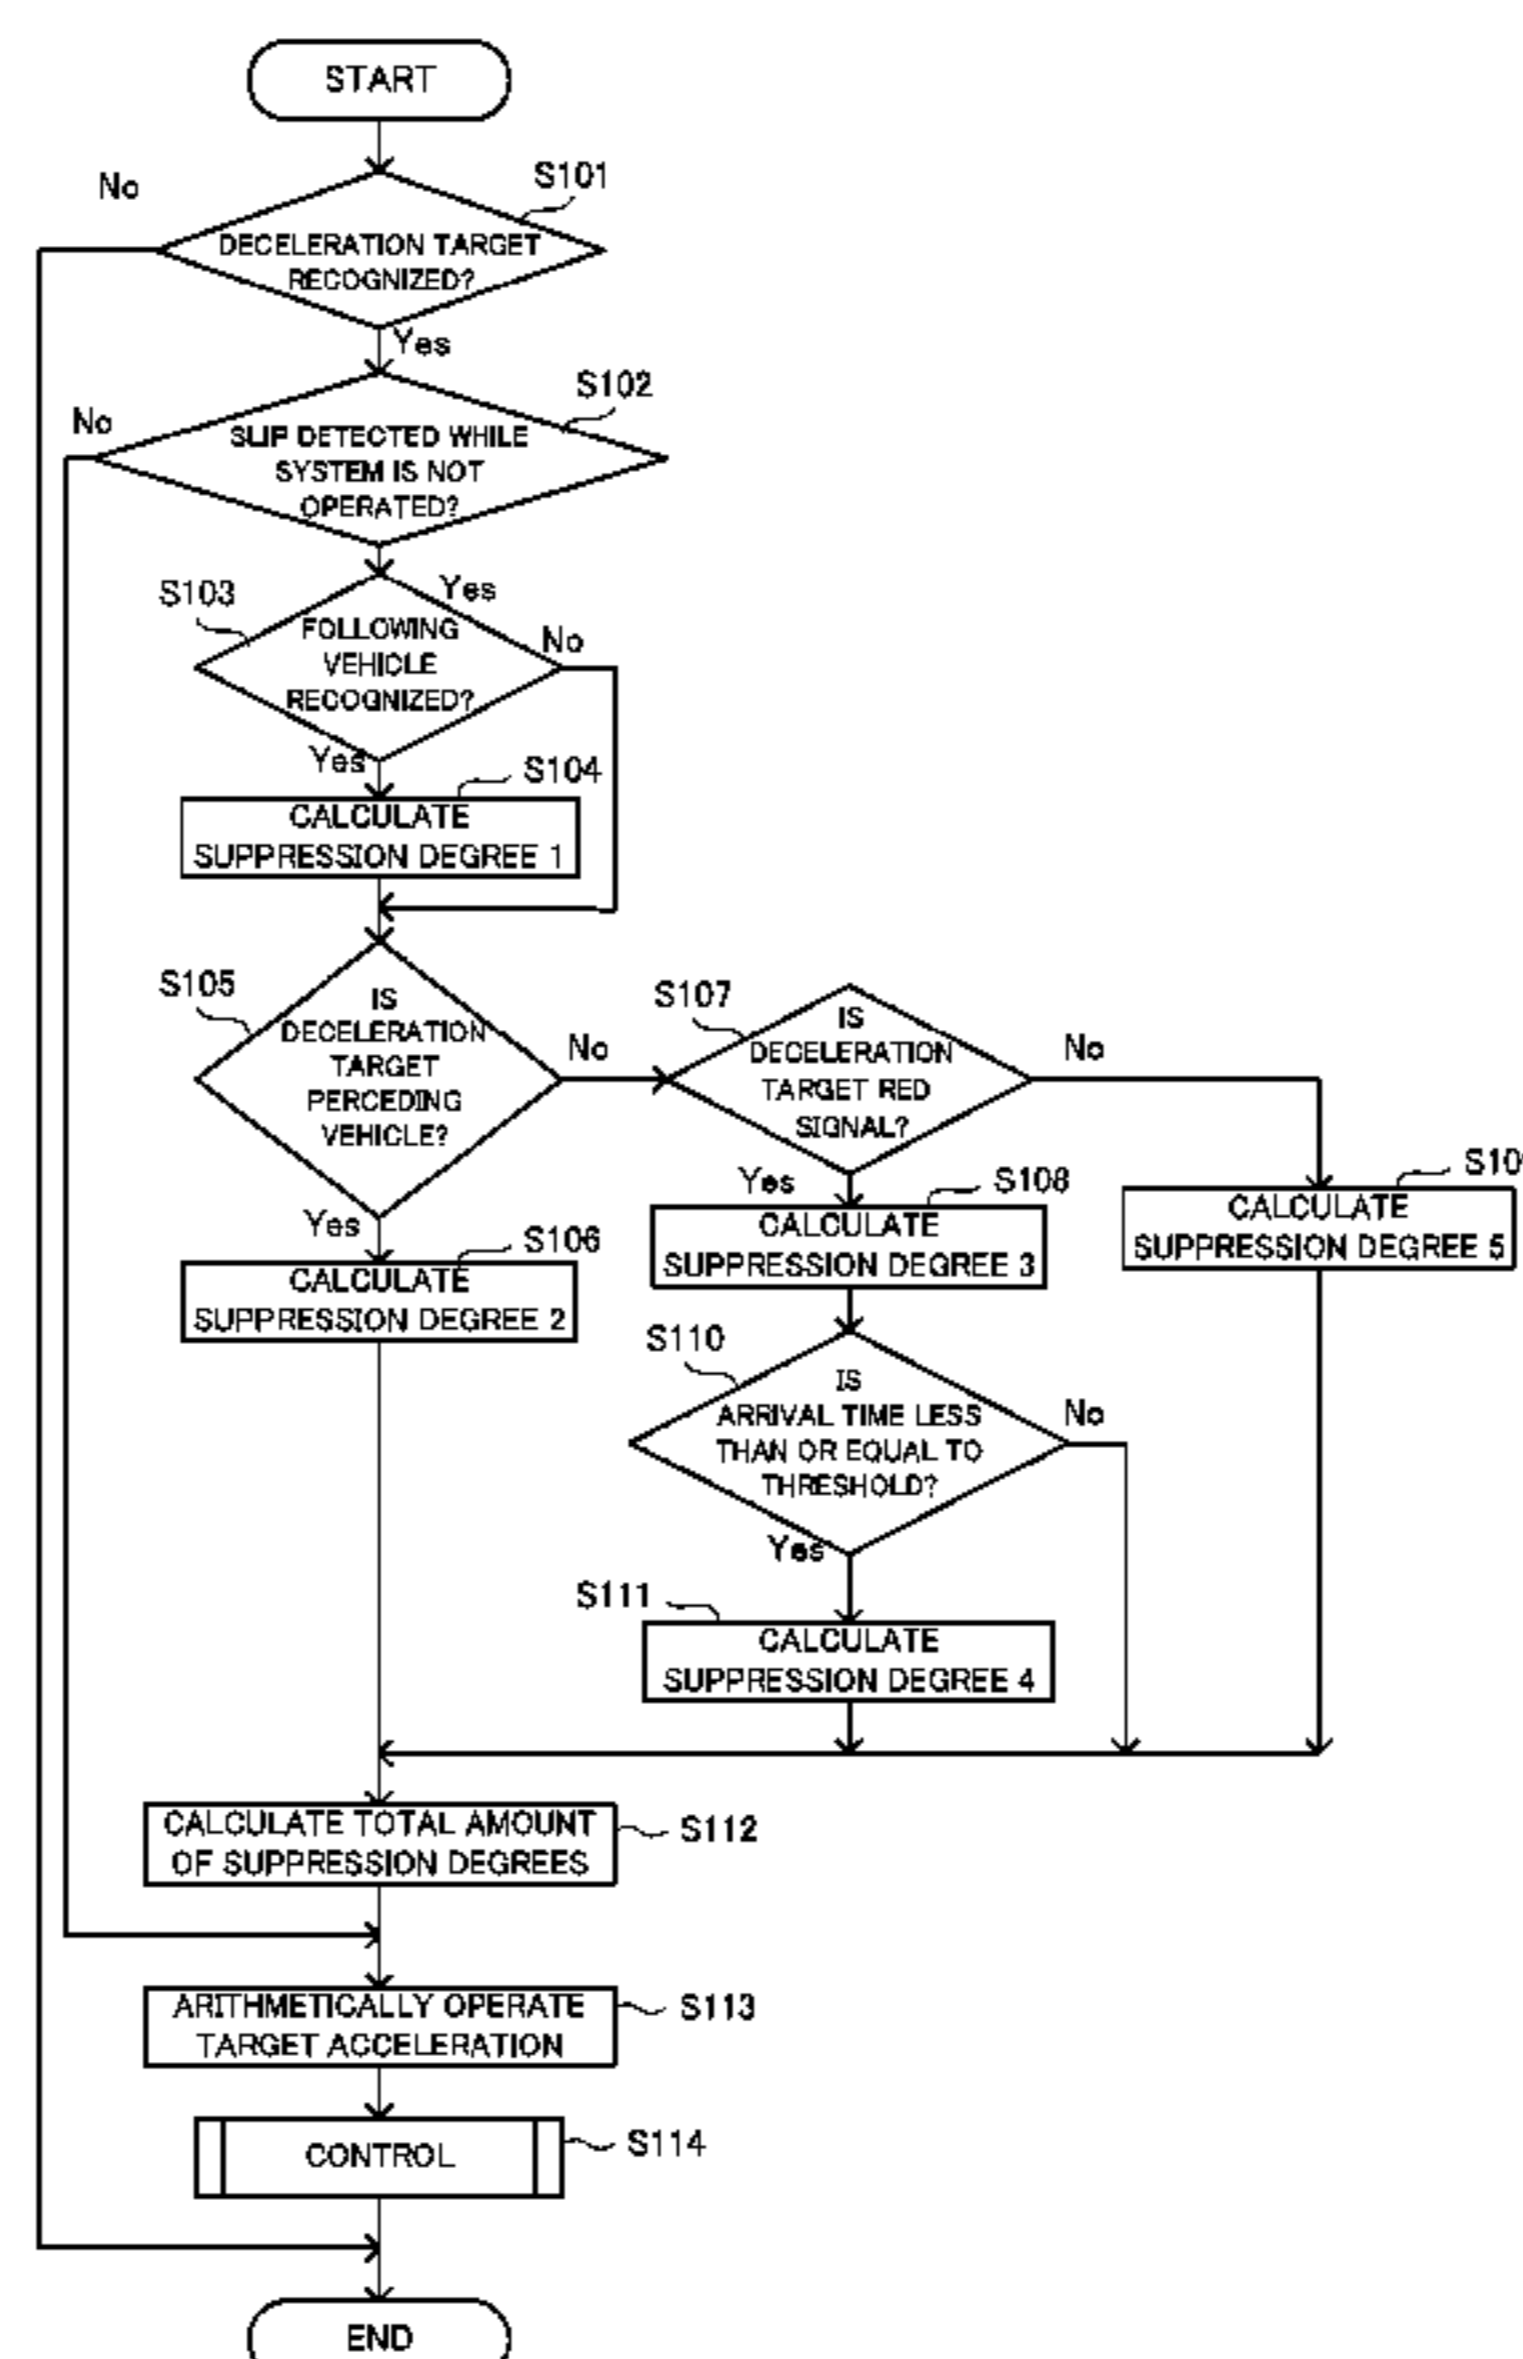 START
No
S101
DECELERATION TARGET
RECOGNIZED?
Yes
S102
No
SLIP DETECTED WHILE
SYSTEM IS NOT
OPERATED?
Yes
S103
FOLLOWING
VEHICLE
RECOGNIZED?
No
Yes
S104
CALCULATE
SUPPRESSION DEGREE 1
S105
IS
DECELERATION
TARGET
PERCEDING
VEHICLE?
No
Yes
S106
CALCULATE
SUPPRESSION DEGREE 2
S107
IS
DECELERATION
TARGET RED
SIGNAL?
No
Yes
S108
CALCULATE
SUPPRESSION DEGREE 3
CALCULATE
SUPPRESSION DEGREE 5
S110
IS
ARRIVAL TIME LESS
THAN OR EQUAL TO
THRESHOLD?
No
Yes
S111
CALCULATE
SUPPRESSION DEGREE 4
CALCULATE TOTAL AMOUNT
OF SUPPRESSION DEGREES
S112
ARITHMETICALLY OPERATE
TARGET ACCELERATION
S113
CONTROL
S114
END